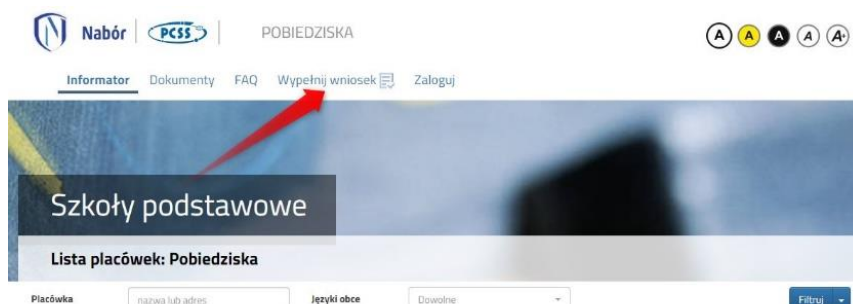 Nabór PCSS POBIEDZISKA A A A A A+
Informator Dokumenty FAQ Wypełnij wniosek Zaloguj
Szkoły podstawowe
Lista placówek: Pobiedziska
Placówka nazwa lub adres Języki obce Dowolne Filtruj